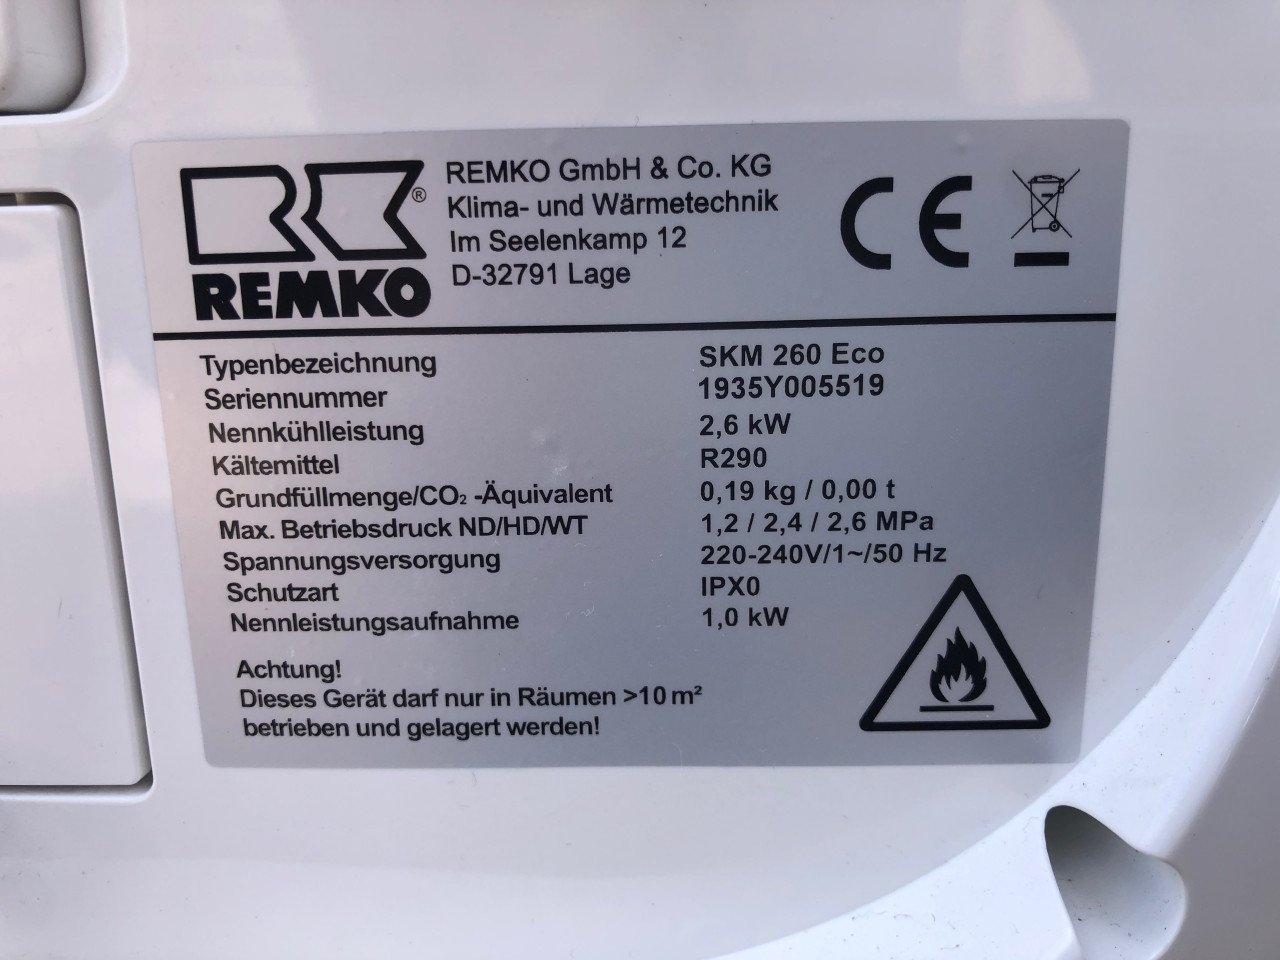 REMKO GmbH & Co. KG
Klima- und Wärmetechnik
Im Seelenkamp 12
D-32791 Lage
®
REMKO
CE
Typenbezeichnung SKM 260 Eco
Seriennummer 1935Y005519
Nennkühlleistung 2,6 kW
Kältemittel R290
Grundfüllmenge/CO₂ -Äquivalent 0,19 kg / 0,00 t
Max. Betriebsdruck ND/HD/WT 1,2 / 2,4 / 2,6 MPa
Spannungsversorgung 220-240V/1~/50 Hz
Schutzart IPX0
Nennleistungsaufnahme 1,0 kW
Achtung!
Dieses Gerät darf nur in Räumen >10 m²
betrieben und gelagert werden!